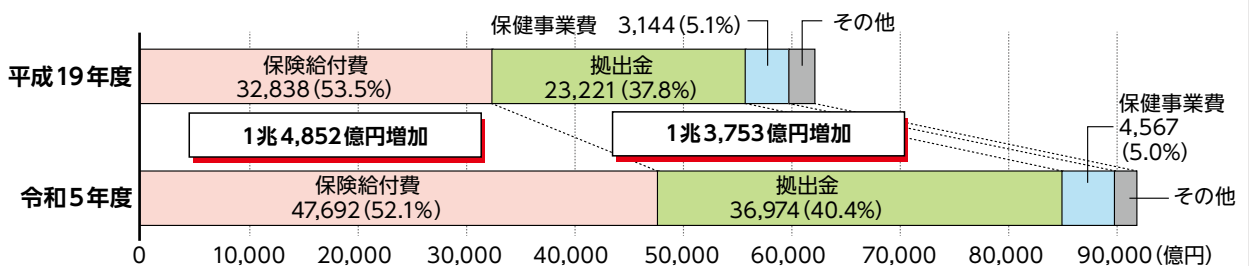 保健事業費 3,144(5.1%)
その他
平成19年度
保険給付費
32,838(53.5%)
拠出金
23,221(37.8%)
1兆4,852億円増加
1兆3,753億円増加
保健事業費
4,567
(5.0%)
令和5年度
保険給付費
47,692(52.1%)
拠出金
36,974(40.4%)
その他
0 10,000 20,000 30,000 40,000 50,000 60,000 70,000 80,000 90,000(億円)